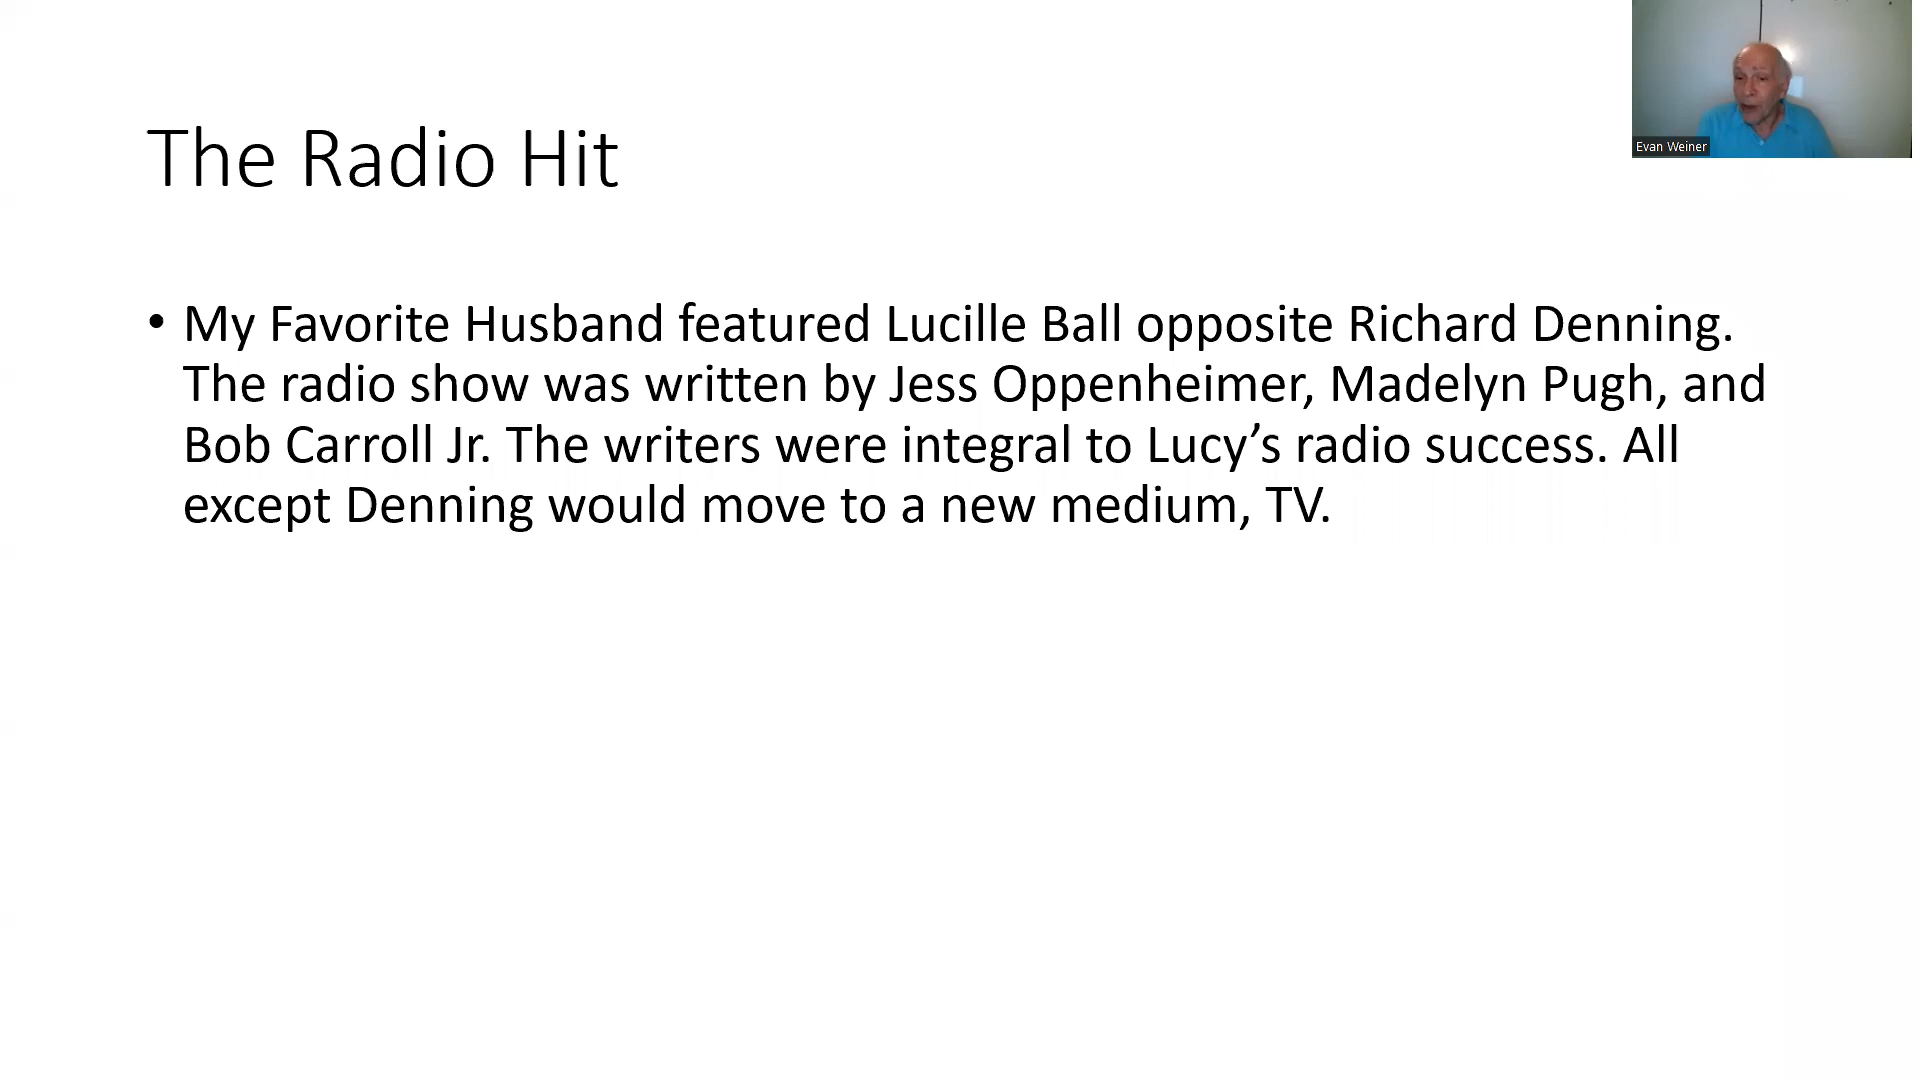 The Radio Hit
Evan Weiner
• My Favorite Husband featured Lucille Ball opposite Richard Denning.
The radio show was written by Jess Oppenheimer, Madelyn Pugh, and
Bob Carroll Jr. The writers were integral to Lucy’s radio success. All
except Denning would move to a new medium, TV.